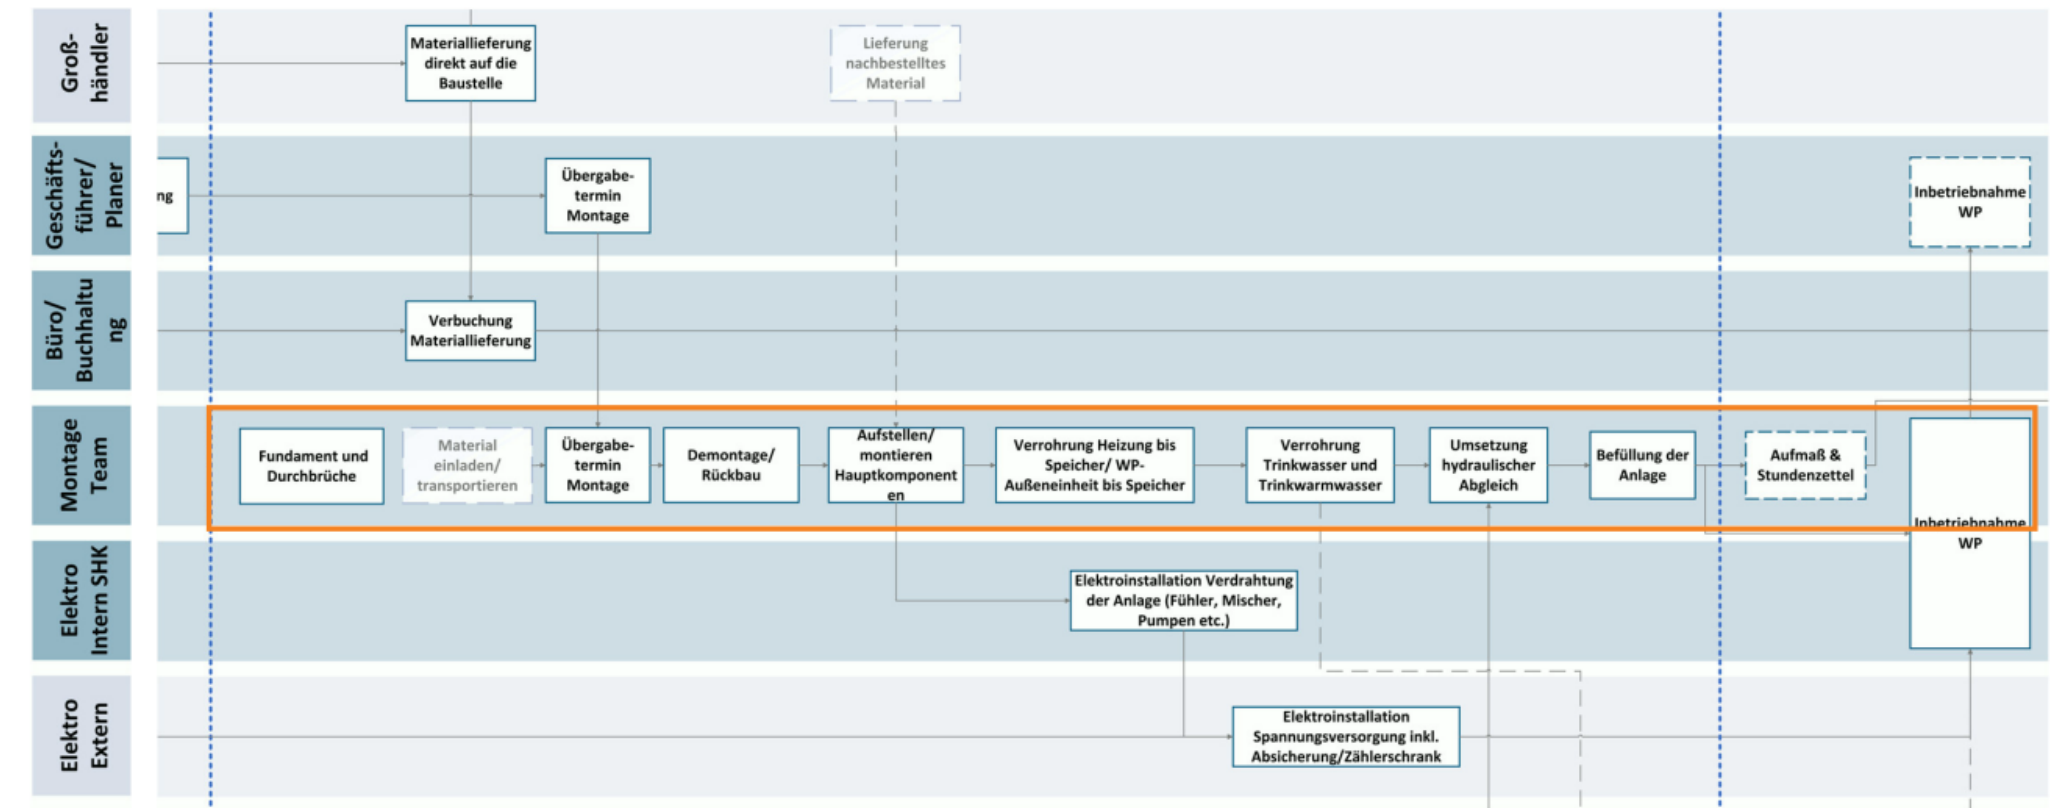 Groß-
händler
Materiallieferung
direkt auf die
Baustelle
Lieferung
nachbestelltes
Material
Geschäfts-
führer/
Planer
ng
Übergabe-
termin
Montage
Inbetriebnahme
WP
Büro/
Buchhaltu
ng
Verbuchung
Materiallieferung
Montage
Team
Fundament und
Durchbrüche
Material
einladen/
transportieren
Übergabe-
termin
Montage
Demontage/
Rückbau
Aufstellen/
montieren
Hauptkomponent
en
Verrohrung Heizung bis
Speicher/ WP-
Außeneinheit bis Speicher
Verrohrung
Trinkwasser und
Trinkwarmwasser
Umsetzung
hydraulischer
Abgleich
Befüllung der
Anlage
Aufmaß &
Stundenzettel
Inbetriebnahme
WP
Elektro
Intern SHK
Elektroinstallation Verdrahtung
der Anlage (Fühler, Mischer,
Pumpen etc.)
Elektro
Extern
Elektroinstallation
Spannungsversorgung inkl.
Absicherung/Zählerschrank